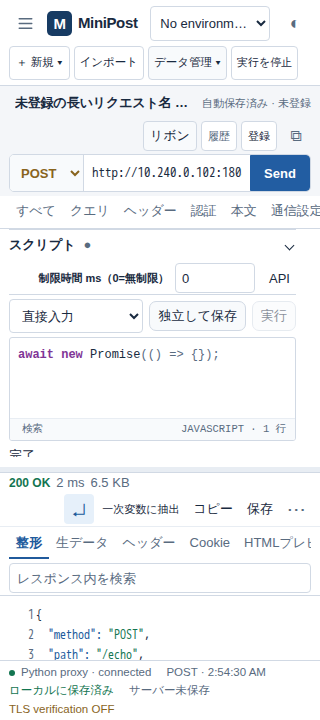 M MiniPost No environm…
+ 新規 ▾ インポート データ管理 ▾ 実行を停止
未登録の長いリクエスト名 … 自動保存済み · 未登録
リボン 履歴 登録
POST http://10.240.0.102:180 Send
すべて クエリ ヘッダー 認証 本文 通信設定
スクリプト
制限時間 ms（0=無制限） 0 API
直接入力 独立して保存 実行
await new Promise(() => {});
検索 JAVASCRIPT · 1 行
完了
200 OK 2 ms 6.5 KB
一次変数に抽出 コピー 保存 ···
整形 生データ ヘッダー Cookie HTMLプレビ
レスポンス内を検索
1 {
2 "method": "POST",
3 "path": "/echo",
Python proxy · connected POST · 2:54:30 AM
ローカルに保存済み サーバー未保存
TLS verification OFF